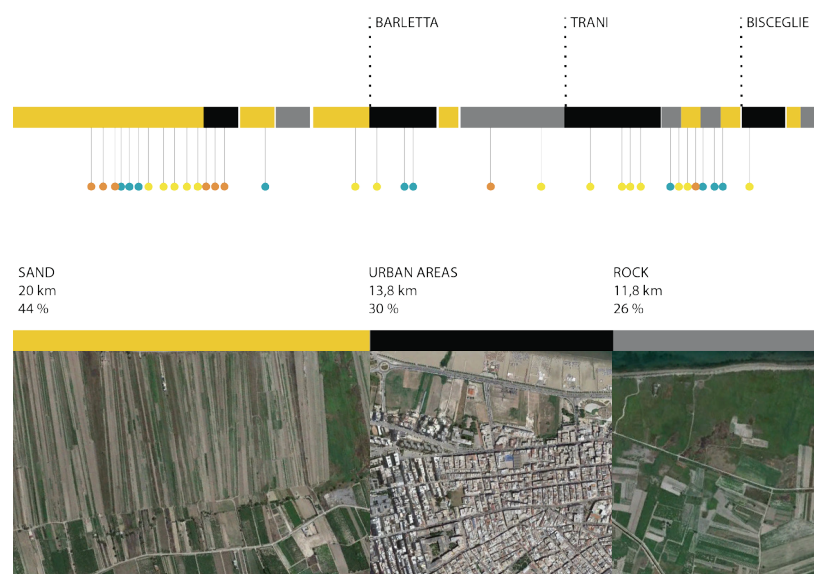 BARLETTA
TRANI
BISCEGLIE
SAND
20 km
44 %
URBAN AREAS
13,8 km
30 %
ROCK
11,8 km
26 %